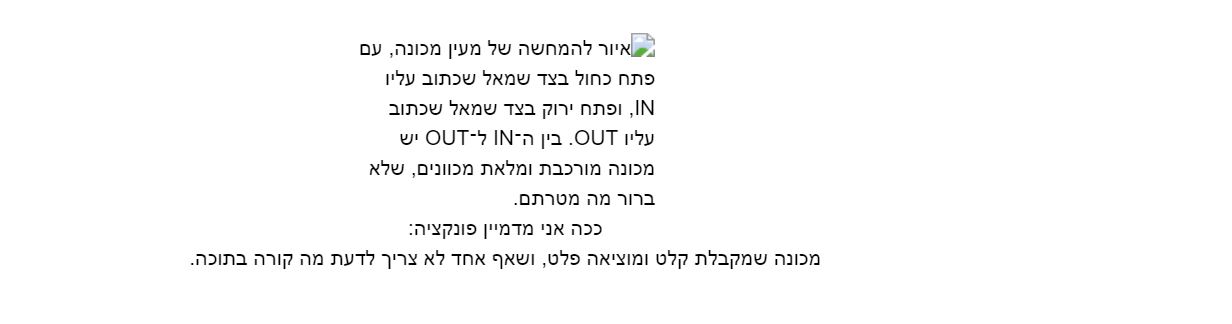 איור להמחשה של מעין מכונה, עם
פתח כחול בצד שמאל שכתוב עליו
IN, ופתח ירוק בצד שמאל שכתוב
עליו OUT. בין ה־IN ל־OUT יש
מכונה מורכבת ומלאת מכוונים, שלא
ברור מה מטרתם.
ככה אני מדמיין פונקציה:
מכונה שמקבלת קלט ומוציאה פלט, ושאף אחד לא צריך לדעת מה קורה בתוכה.